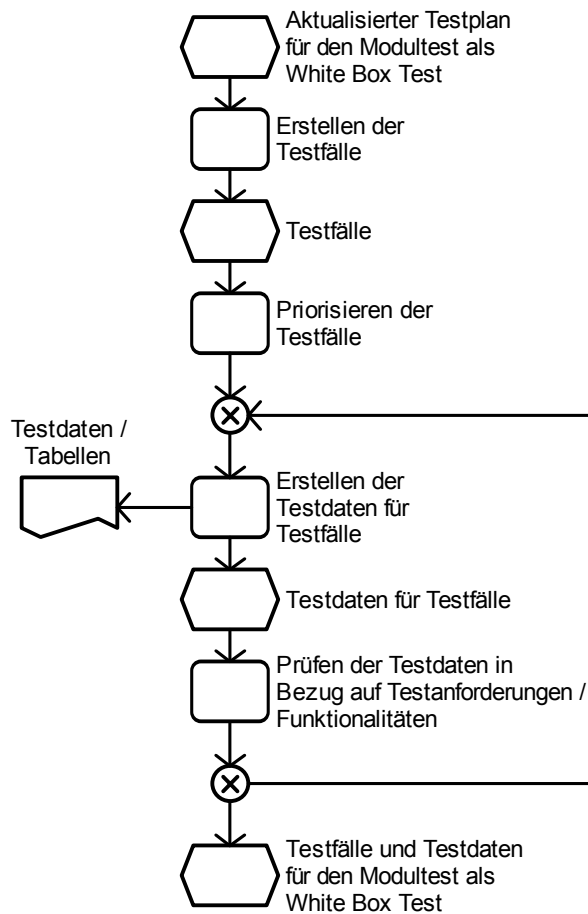 Aktualisierter Testplan
für den Modultest als
White Box Test
Erstellen der
Testfälle
Testfälle
Priorisieren der
Testfälle
Testdaten /
Tabellen
Erstellen der
Testdaten für
Testfälle
Testdaten für Testfälle
Prüfen der Testdaten in
Bezug auf Testanforderungen /
Funktionalitäten
Testfälle und Testdaten
für den Modultest als
White Box Test